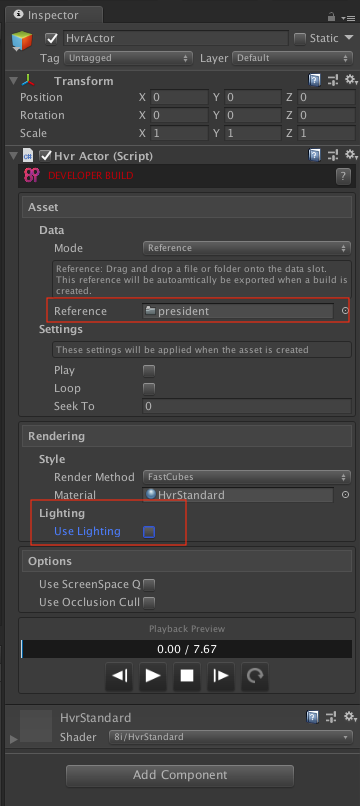 Inspector
HvrActor
Static
Tag Untagged Layer Default
Transform
Position X 0 Y 0 Z 0
Rotation X 0 Y 0 Z 0
Scale X 1 Y 1 Z 1
Hvr Actor (Script)
DEVELOPER BUILD ?
Asset
Data
Mode Reference
Reference: Drag and drop a file or folder onto the data slot.
This reference will be autoamtically be exported when a build is
created.
Reference president
Settings
These settings will be applied when the asset is created
Play
Loop
Seek To 0
Rendering
Style
Render Method FastCubes
Material HvrStandard
Lighting
Use Lighting
Options
Use ScreenSpace Q
Use Occlusion Cull
Playback Preview
0.00 / 7.67
HvrStandard
Shader 8i/HvrStandard
Add Component